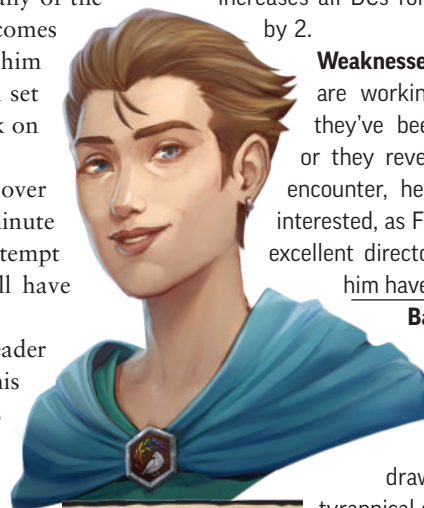 any of the
comes
him
set
k on
over
inute
tempt
ll have
eader
his
increases all DCs for
by 2.
Weaknesse
are workin
they've bee
or they reve
encounter, he
interested, as F
excellent directo
him have
Ba
draw
tyrannical